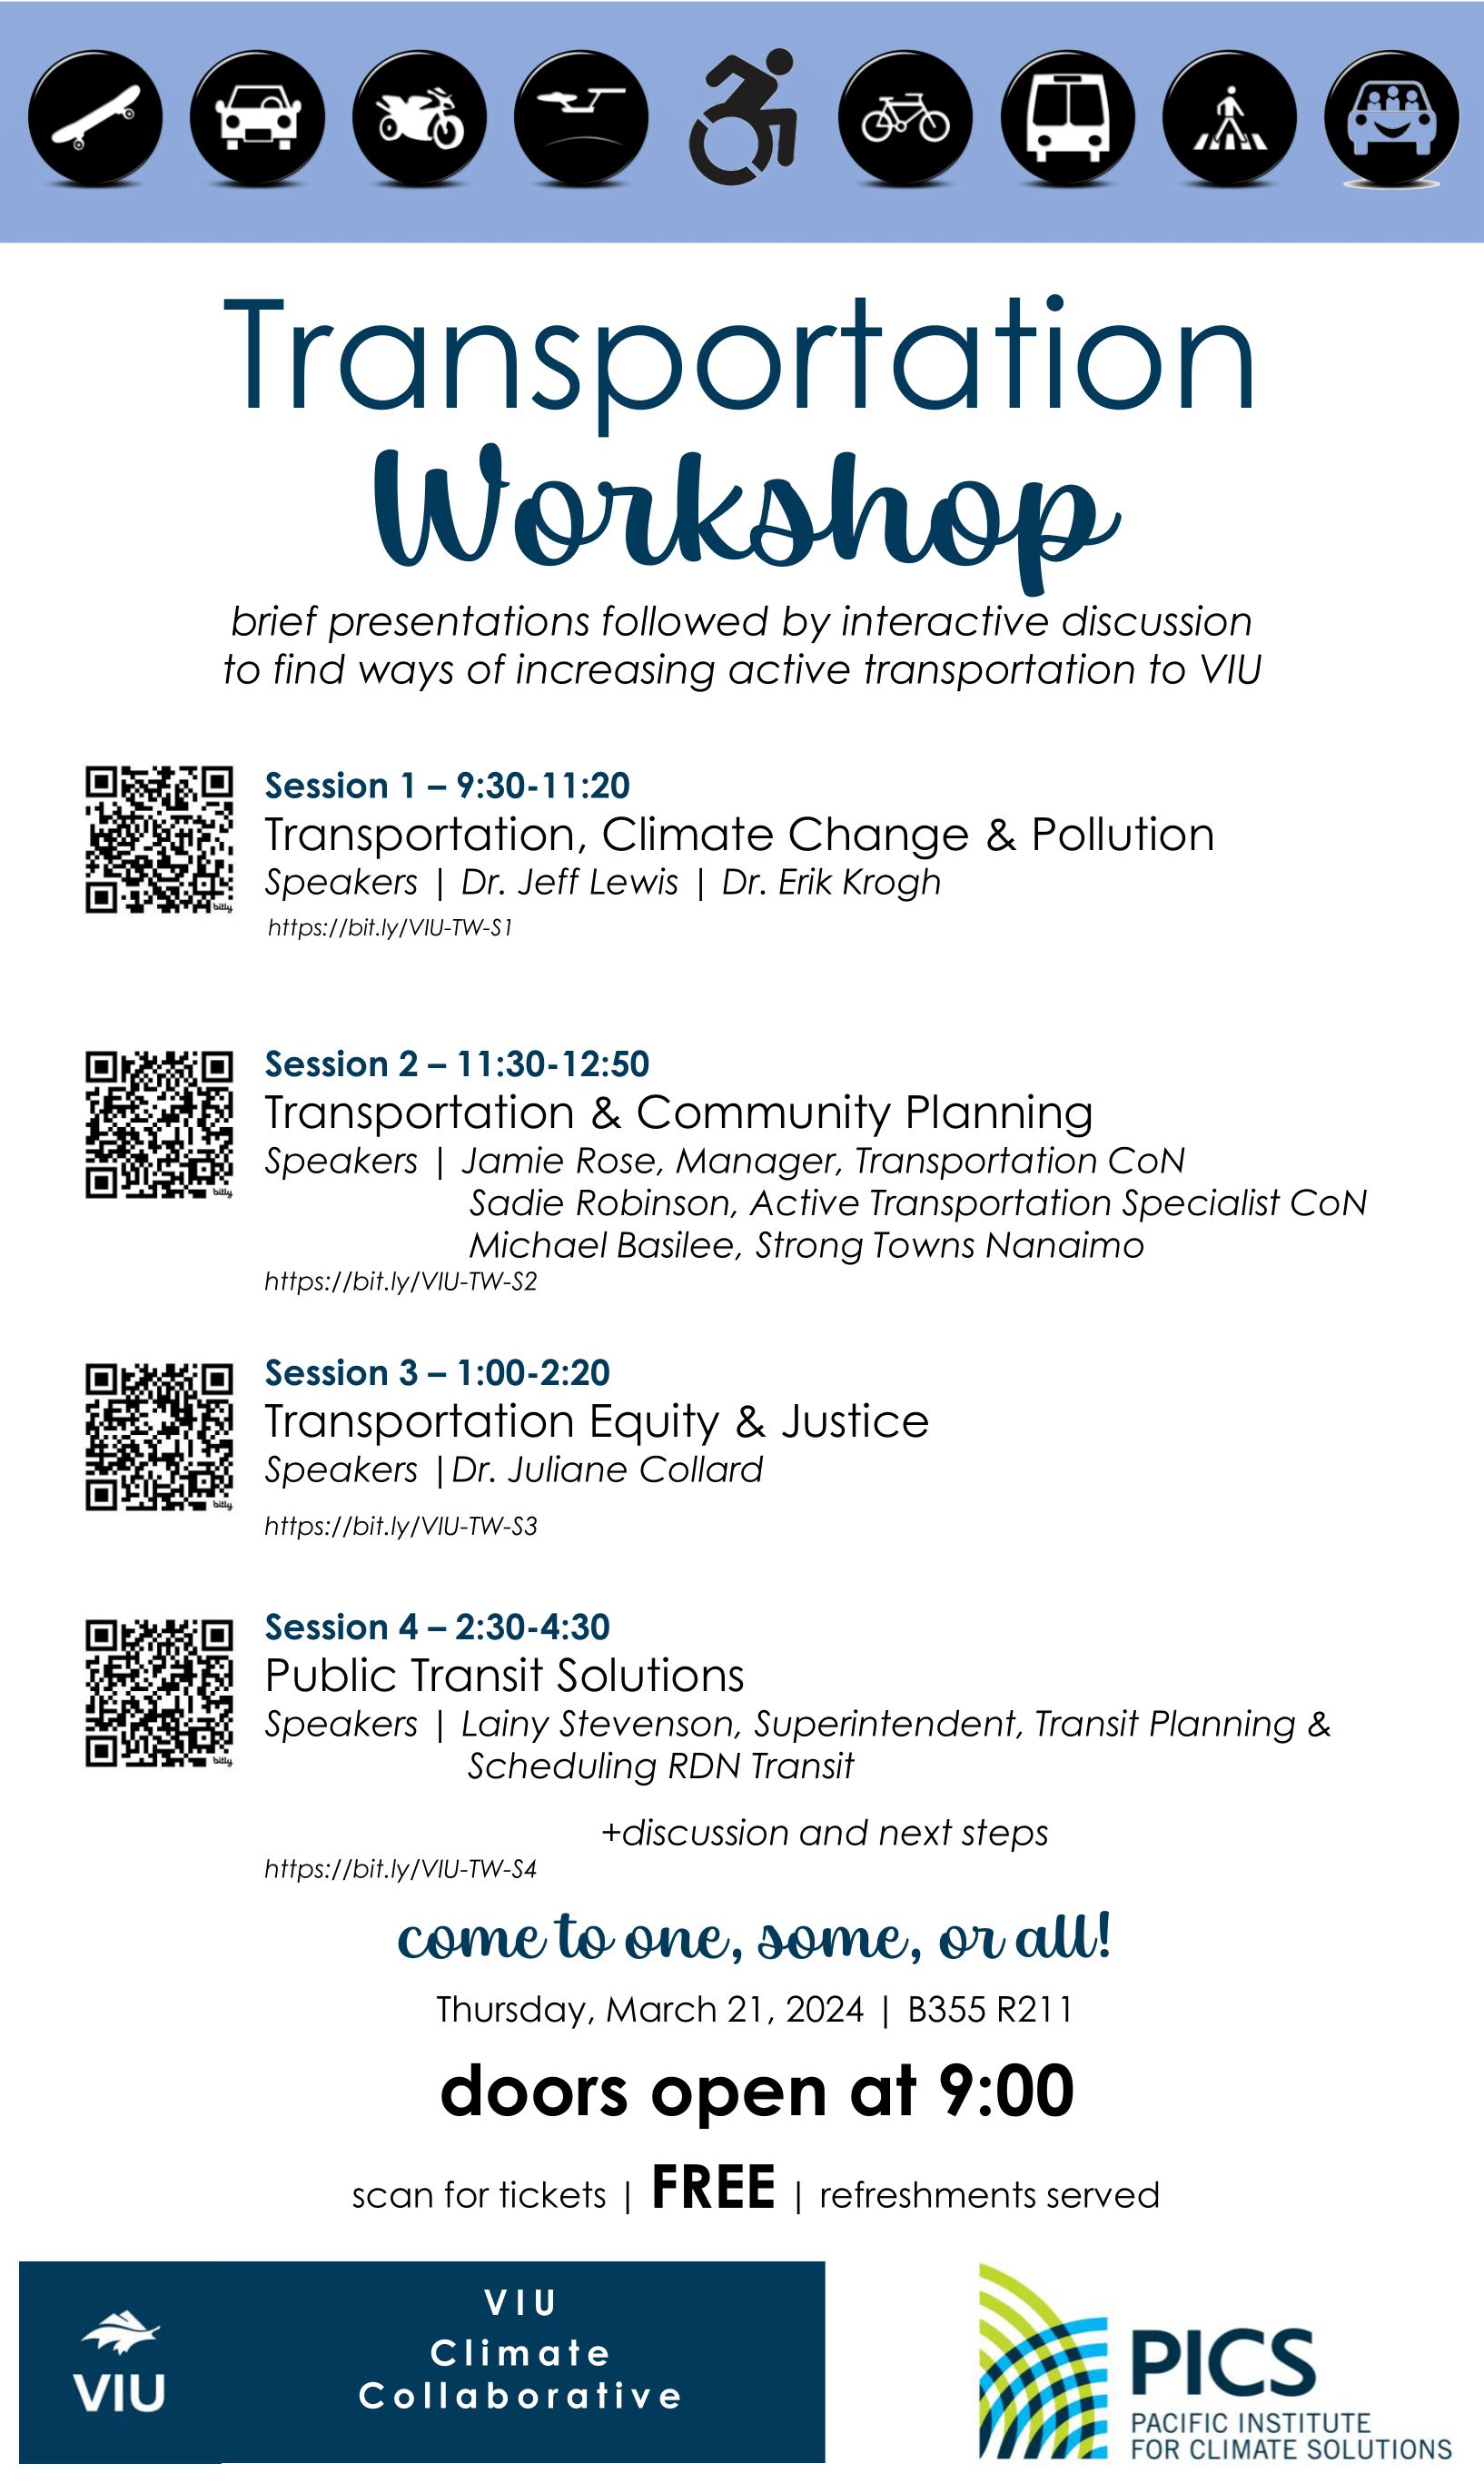 Transportation
Workshop
brief presentations followed by interactive discussion
to find ways of increasing active transportation to VIU
Session 1 – 9:30-11:20
Transportation, Climate Change & Pollution
Speakers | Dr. Jeff Lewis | Dr. Erik Krogh
bitly
https://bit.ly/VIU-TW-S1
Session 2 – 11:30-12:50
Transportation & Community Planning
Speakers | Jamie Rose, Manager, Transportation CoN
bitly
Sadie Robinson, Active Transportation Specialist CoN
Michael Basilee, Strong Towns Nanaimo
https://bit.ly/VIU-TW-S2
Session 3 – 1:00-2:20
Transportation Equity & Justice
Speakers |Dr. Juliane Collard
bitly
https://bit.ly/VIU-TW-S3
Session 4 – 2:30-4:30
Public Transit Solutions
Speakers | Lainy Stevenson, Superintendent, Transit Planning &
Scheduling RDN Transit
bitly
+discussion and next steps
https://bit.ly/VIU-TW-S4
come to one, some, or all!
Thursday, March 21, 2024 | B355 R211
doors open at 9:00
scan for tickets | FREE | refreshments served
VIU
VIU
Climate
Collaborative
PICS
PACIFIC INSTITUTE
FOR CLIMATE SOLUTIONS